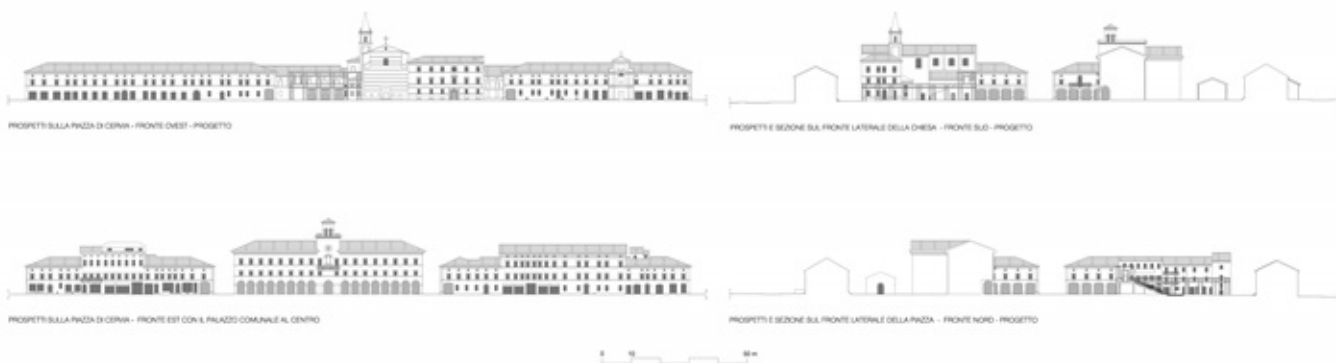 PROSPETTI SULLA PIAZZA DI CERVIA - FRONTE OVEST - PROGETTO
PROSPETTI E SEZIONE SUL FRONTE LATERALE DELLA CHIESA - FRONTE SUD - PROGETTO
PROSPETTI SULLA PIAZZA DI CERVIA - FRONTE EST CON IL PALAZZO COMUNALE AL CENTRO
PROSPETTI E SEZIONE SUL FRONTE LATERALE DELLA PIAZZA - FRONTE NORD - PROGETTO
0 10 50 m